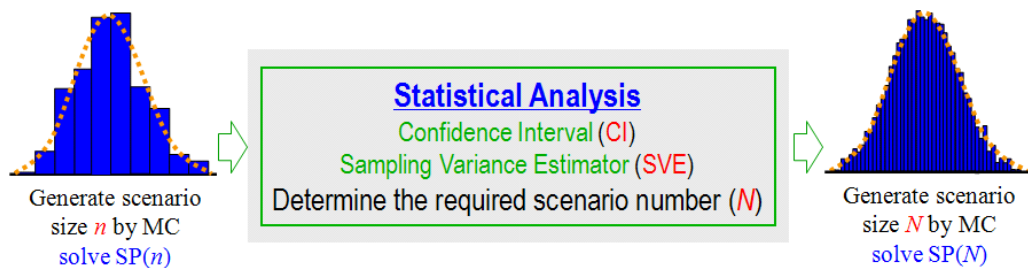 Generate scenario
size n by MC
solve SP(n)
Statistical Analysis
Confidence Interval (CI)
Sampling Variance Estimator (SVE)
Determine the required scenario number (N)
Generate scenario
size N by MC
solve SP(N)